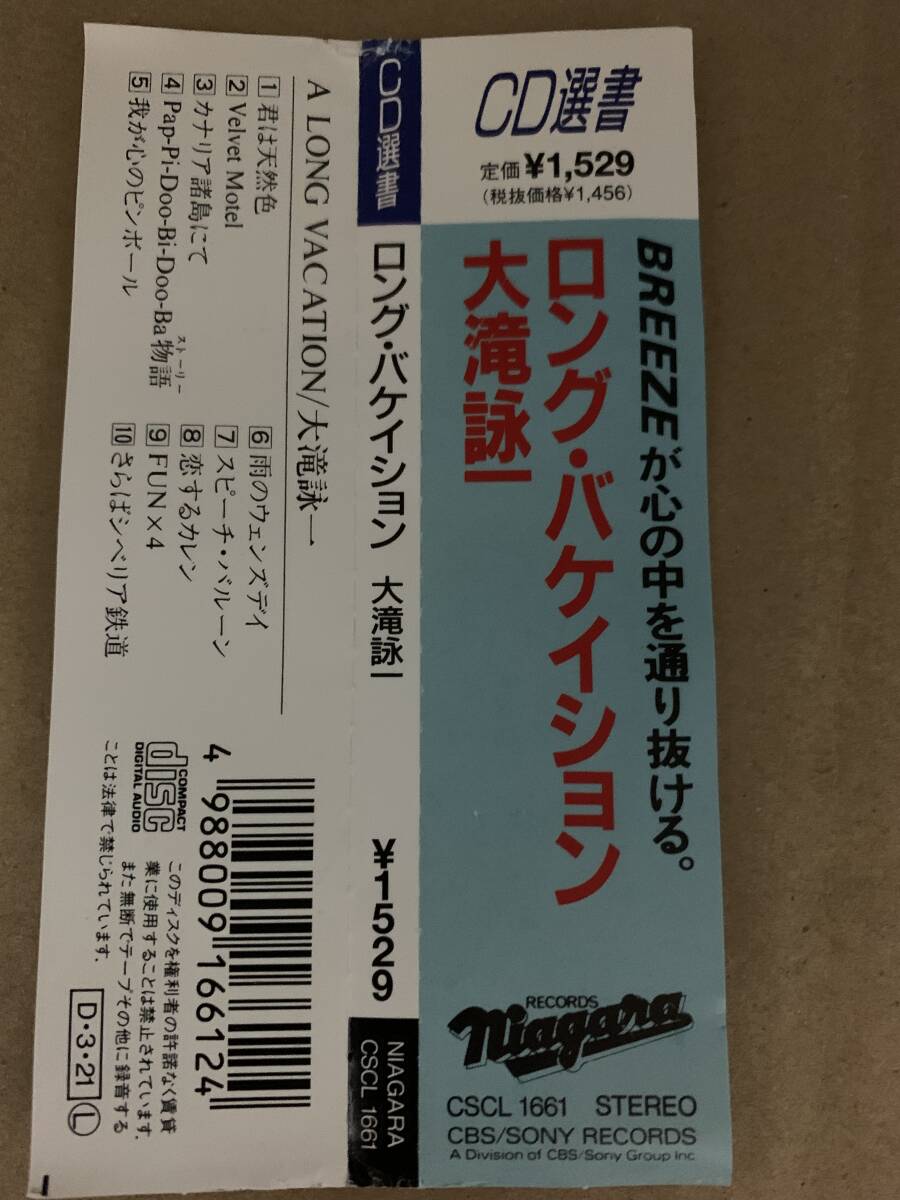 CD選書
定価¥1,529
(税抜価格¥1,456)
BREEZEが心の中を通り抜ける。
ロング・バケイション
大滝詠一
RECORDS
Niagara
CSCL 1661 STEREO
CBS/SONY RECORDS
A Division of CBS/Sony Group Inc
CD選書
ロング・バケイション 大滝詠一
¥1529
NIAGARA
CSCL 1661
A LONG VACATION/大滝詠一
1 君は天然色
2 Velvet Motel
3 カナリア諸島にて
4 Pap-Pi-Doo-Bi-Doo-Ba物語
ストーリー
5 我が心のピンボール
6 雨のウェンズデイ
7 スピーチ・バルーン
8 恋するカレン
9 FUN×4
10 さらばシベリア鉄道
4 988009 166124
COMPACT
disc
DIGITAL AUDIO
このディスクを権利者の許諾なく賃貸
業に使用することは禁止されています.
また無断でテープその他に録音する
ことは法律で禁じられています.
D・3・21 L